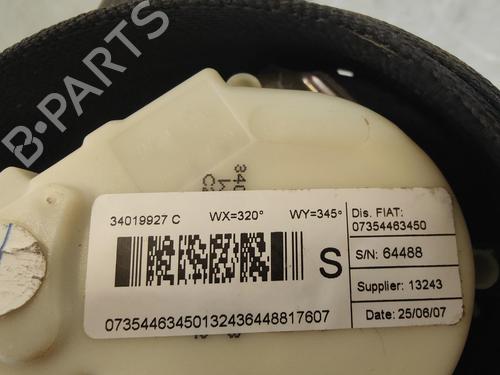 B-PARTS
34019927 C WX=320° WY=345°
Dis. FIAT:
07354463450
S/N: 64488
S
Supplier: 13243
07354463450132436448817607
Date: 25/06/07